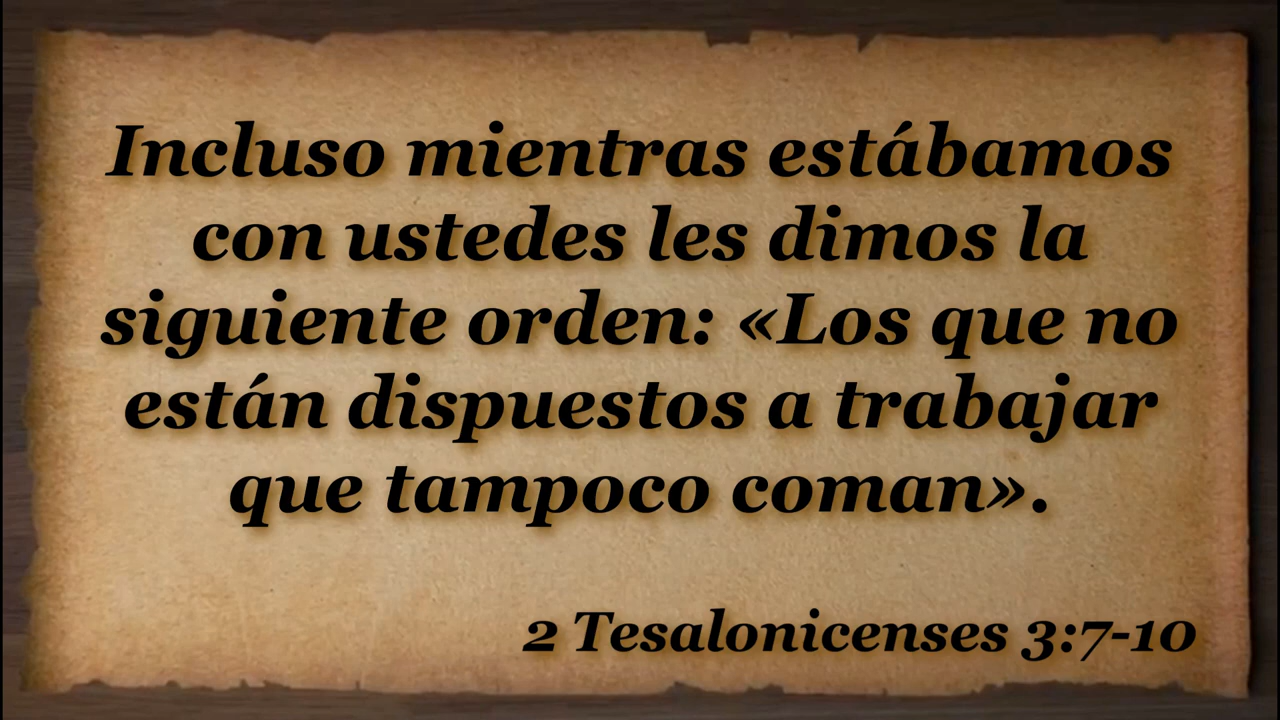 Incluso mientras estábamos
con ustedes les dimos la
siguiente orden: «Los que no
están dispuestos a trabajar
que tampoco coman».
2 Tesalonicenses 3:7-10